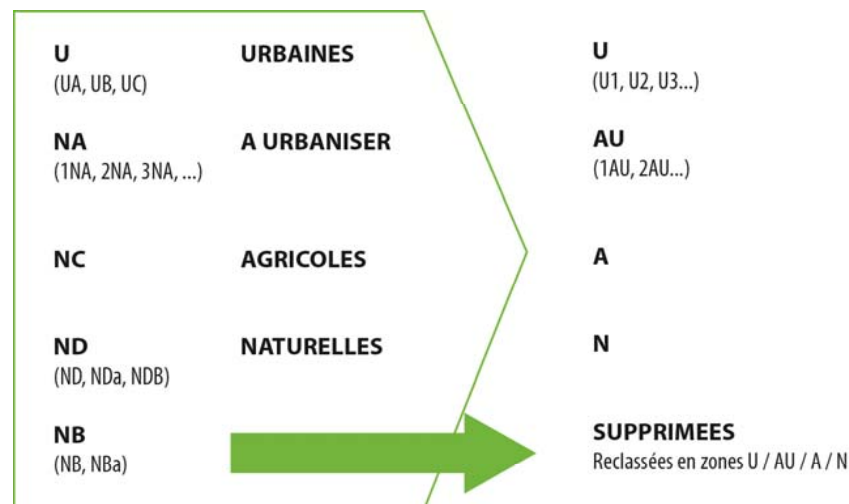 U URBAINES U
(UA, UB, UC) (U1, U2, U3...)
NA A URBANISER AU
(1NA, 2NA, 3NA, ...) (1AU, 2AU...)
NC AGRICOLES A
ND NATURELLES N
(ND, NDa, NDB)
NB SUPPRIMEES
(NB, NBa) Reclassées en zones U / AU / A / N